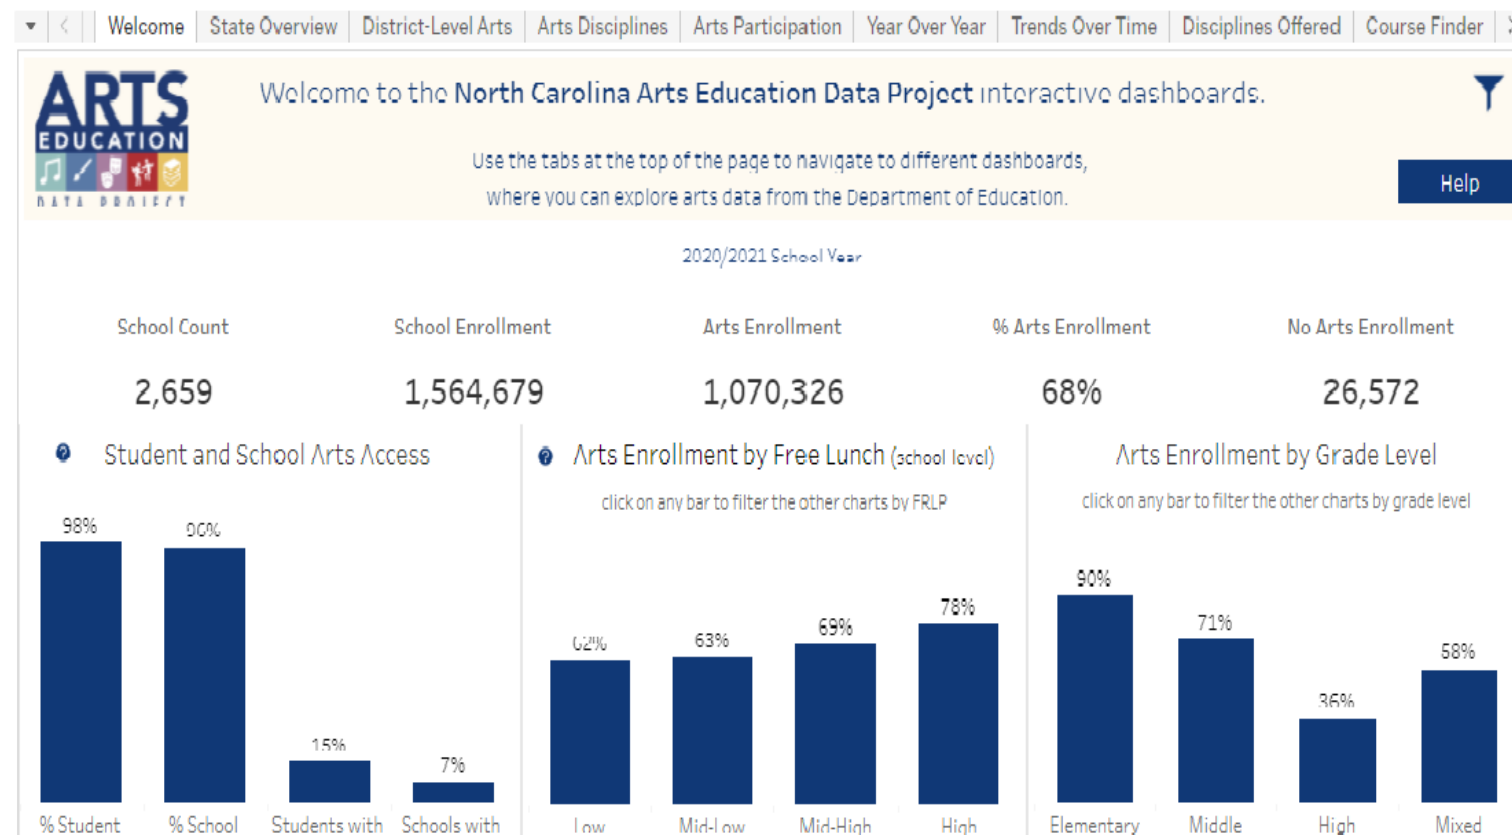 Welcome State Overview District-Level Arts Arts Disciplines Arts Participation Year Over Year Trends Over Time Disciplines Offered Course Finder
ARTS
EDUCATION
DATA PROJECT
Welcome to the North Carolina Arts Education Data Project interactive dashboards.
Use the tabs at the top of the page to navigate to different dashboards,
where you can explore arts data from the Department of Education.
Help
2020/2021 School Year
School Count School Enrollment Arts Enrollment % Arts Enrollment No Arts Enrollment
2,659 1,564,679 1,070,326 68% 26,572
? Student and School Arts Access
98% 96% 15% 7%
% Student % School Students with Schools with
? Arts Enrollment by Free Lunch (school level)
click on any bar to filter the other charts by FRLP
62% 63% 69% 78%
Low Mid-Low Mid-High High
Arts Enrollment by Grade Level
click on any bar to filter the other charts by grade level
90% 71% 36% 58%
Elementary Middle High Mixed